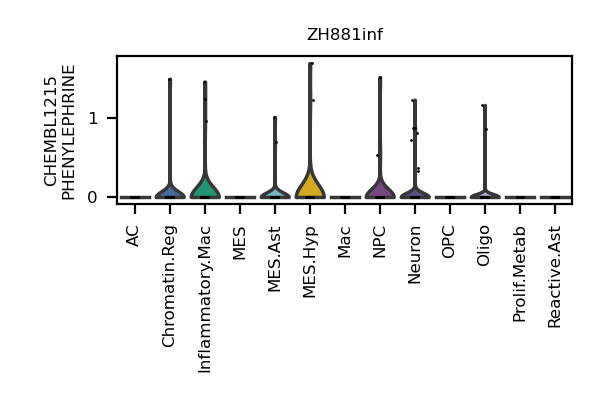 ZH881inf
CHEMBL1215
PHENYLEPHRINE
1
0
AC
Chromatin.Reg
Inflammatory.Mac
MES
MES.Ast
MES.Hyp
Mac
NPC
Neuron
OPC
Oligo
Prolif.Metab
Reactive.Ast